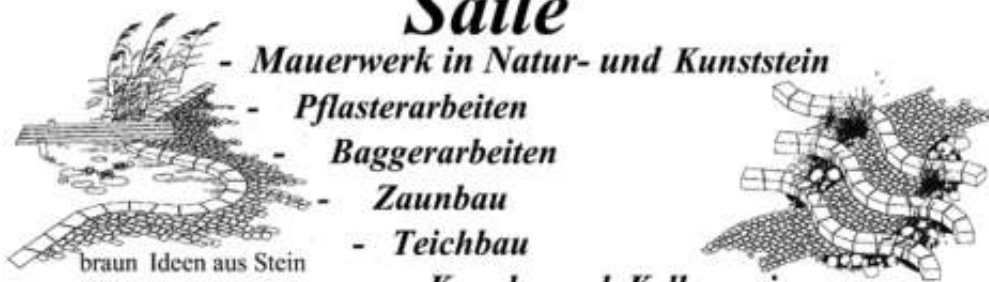 Saile
- Mauerwerk in Natur- und Kunststein
- Pflasterarbeiten
- Baggerarbeiten
- Zaunbau
- Teichbau
braun Ideen aus Stein